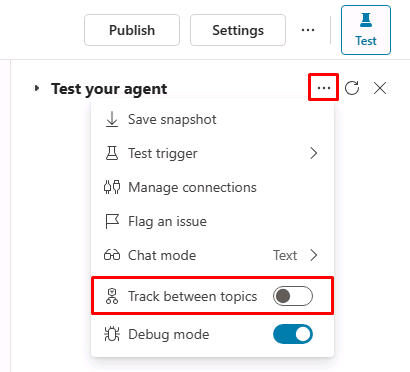 Publish
Settings
Test
Test your agent
Save snapshot
Test trigger
Manage connections
Flag an issue
Chat mode Text
Track between topics
Debug mode